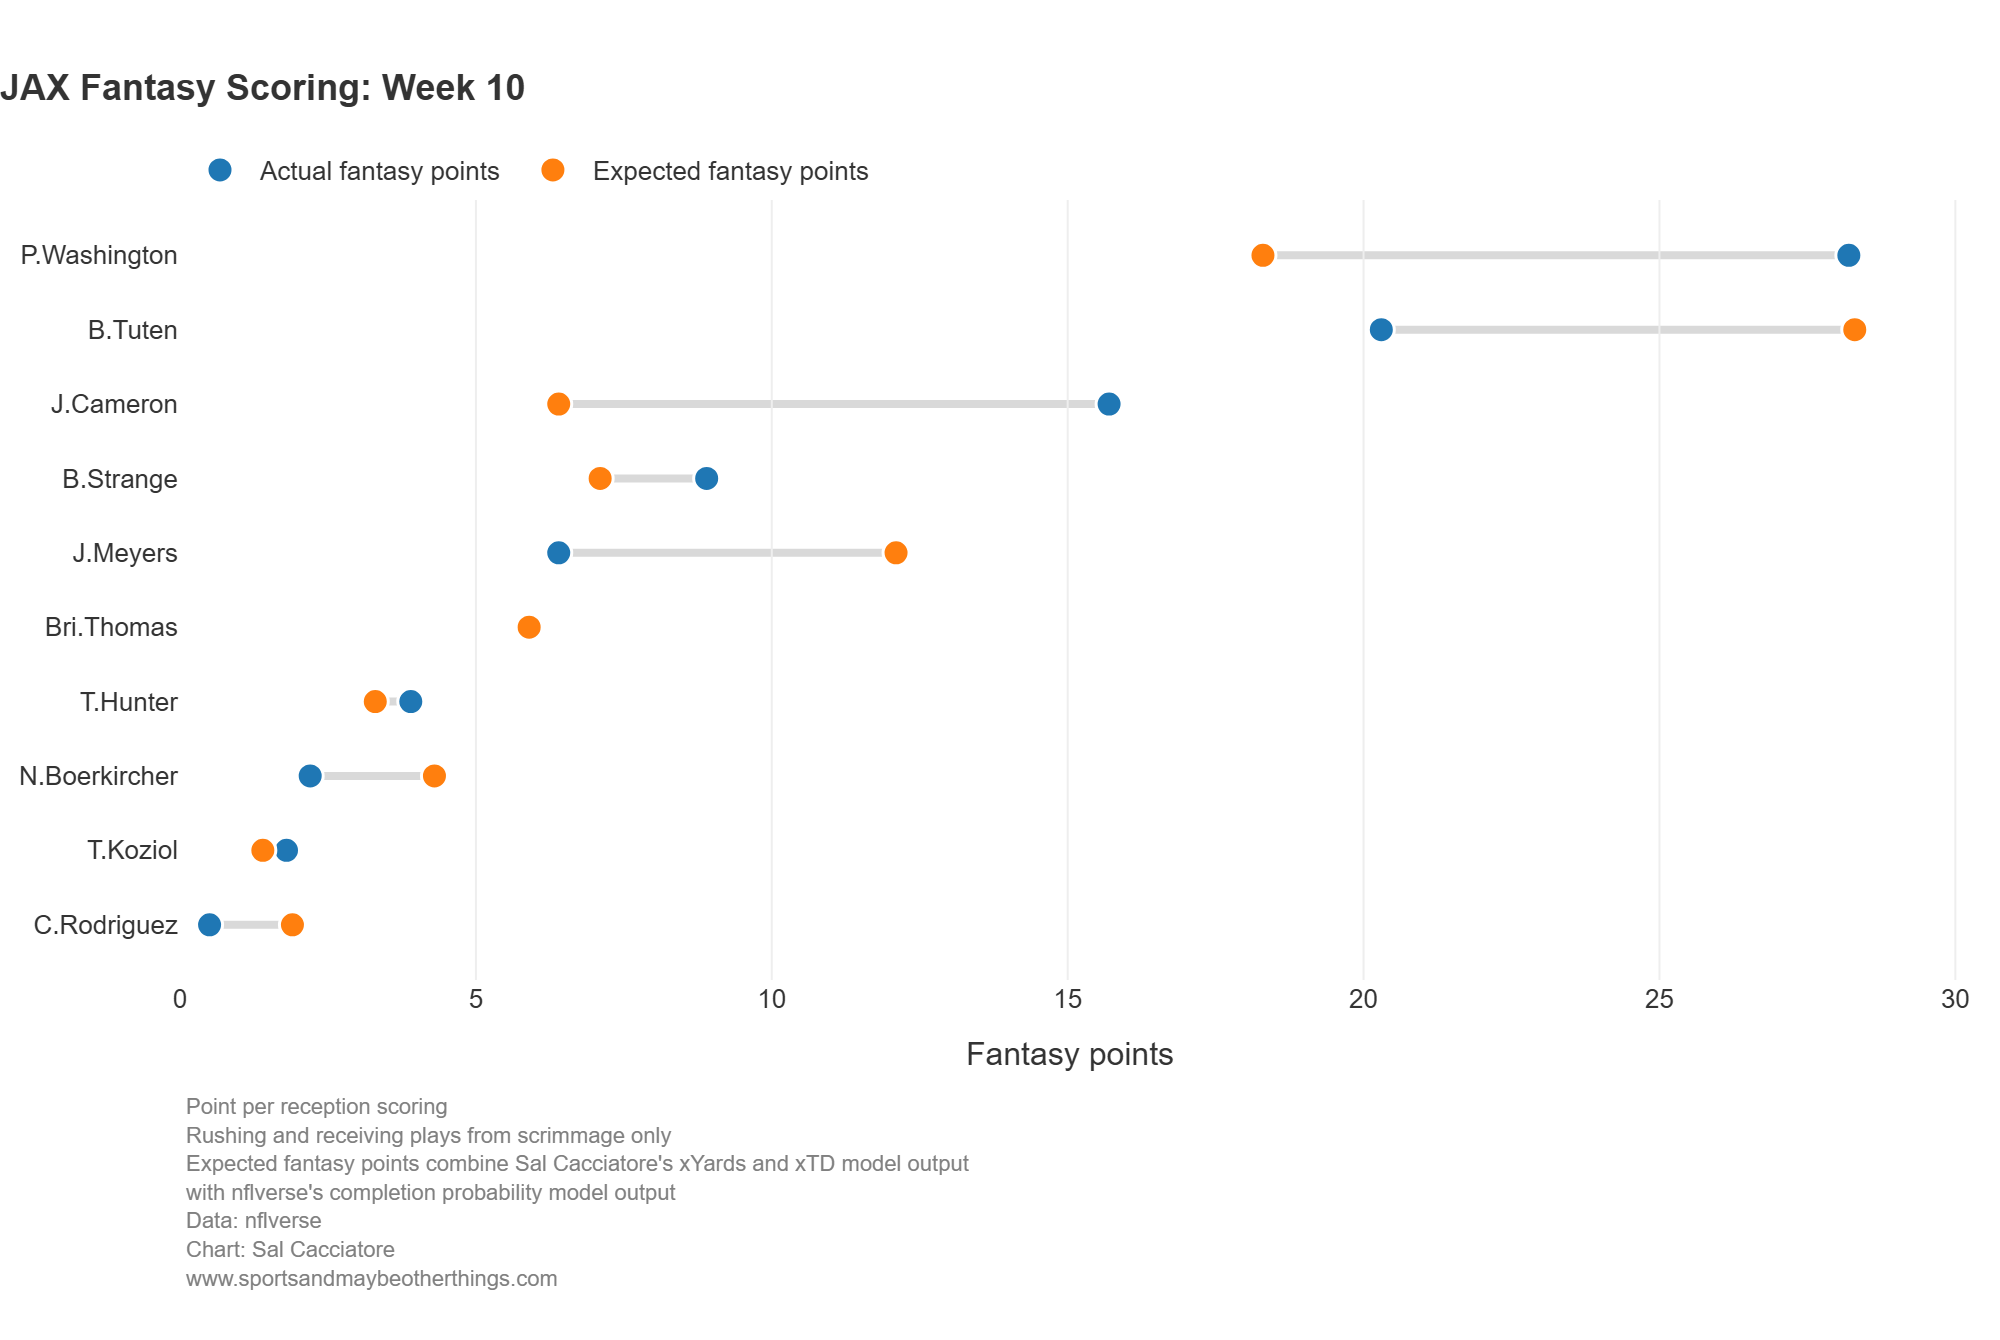 JAX Fantasy Scoring: Week 10
Actual fantasy points
Expected fantasy points
P.Washington
B.Tuten
J.Cameron
B.Strange
J.Meyers
Bri.Thomas
T.Hunter
N.Boerkircher
T.Koziol
C.Rodriguez
0 5 10 15 20 25 30
Fantasy points
Point per reception scoring
Rushing and receiving plays from scrimmage only
Expected fantasy points combine Sal Cacciatore's xYards and xTD model output
with nflverse's completion probability model output
Data: nflverse
Chart: Sal Cacciatore
www.sportsandmaybeotherthings.com